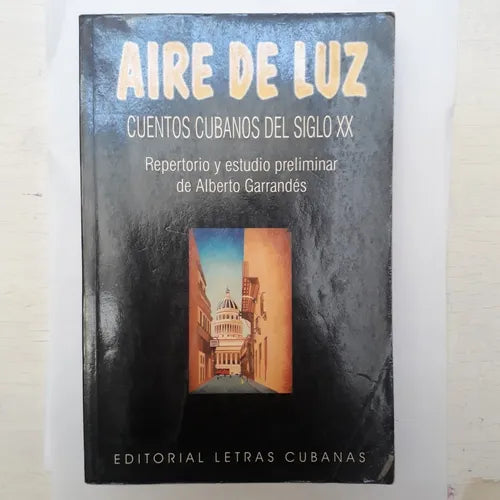 AIRE DE LUZ
CUENTOS CUBANOS DEL SIGLO XX
Repertorio y estudio preliminar
de Alberto Garrandés
EDITORIAL LETRAS CUBANAS